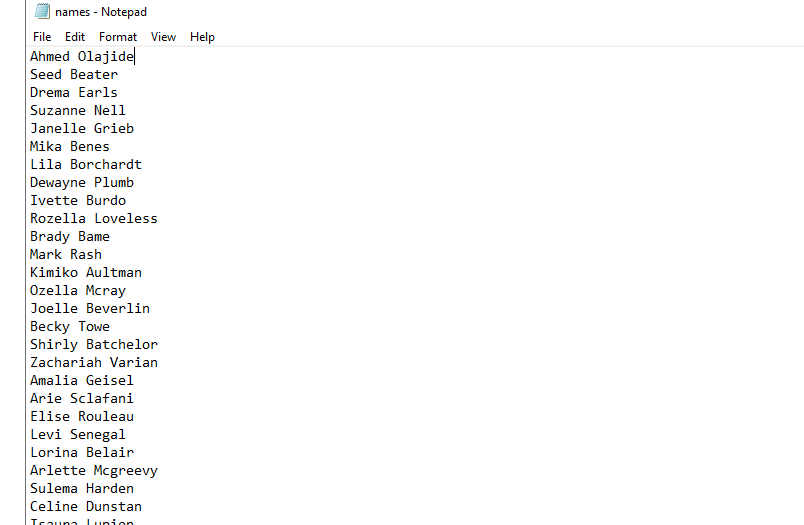 names - Notepad
File Edit Format View Help
Ahmed Olajide
Seed Beater
Drema Earls
Suzanne Nell
Janelle Grieb
Mika Benes
Lila Borchardt
Dewayne Plumb
Ivette Burdo
Rozella Loveless
Brady Bame
Mark Rash
Kimiko Aultman
Ozella Mcray
Joelle Beverlin
Becky Towe
Shirly Batchelor
Zachariah Varian
Amalia Geisel
Arie Sclafani
Elise Rouleau
Levi Senegal
Lorina Belair
Arlette Mcgreevy
Sulema Harden
Celine Dunstan